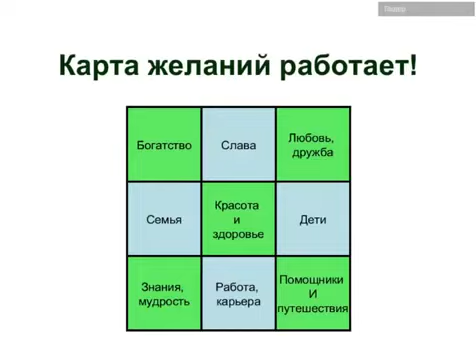 Карта желаний работает!
Богатство
Слава
Любовь,
дружба
Семья
Красота
и
здоровье
Дети
Знания,
мудрость
Работа,
карьера
Помощники
И
путешествия